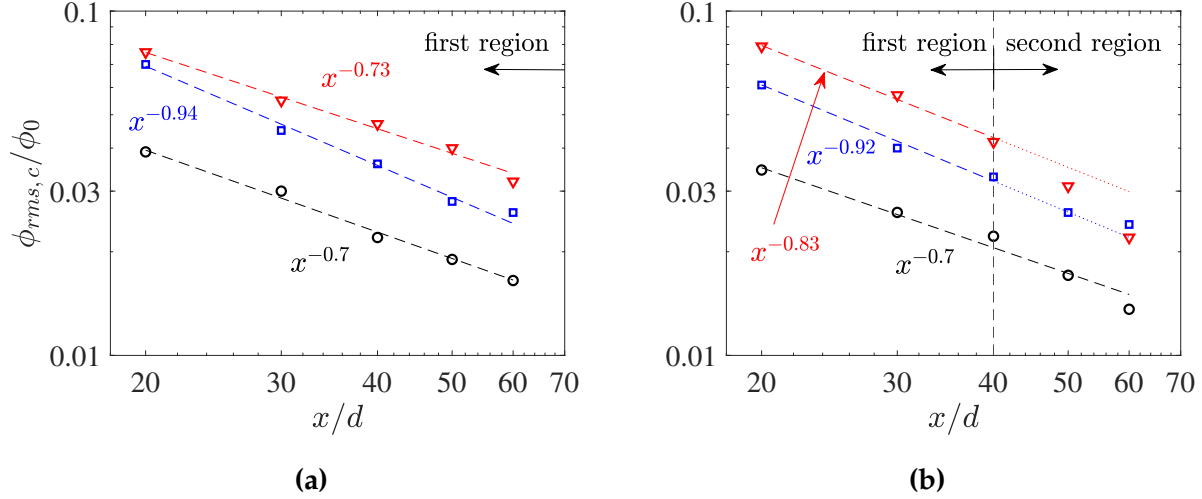 0.1
0.03
0.01
ϕ_{rms,c}/ϕ_0
first region
x^{-0.73}
x^{-0.94}
x^{-0.7}
20 30 40 50 60 70
x/d
(a)
0.1
0.03
0.01
first region second region
x^{-0.92}
x^{-0.83}
x^{-0.7}
20 30 40 50 60 70
x/d
(b)